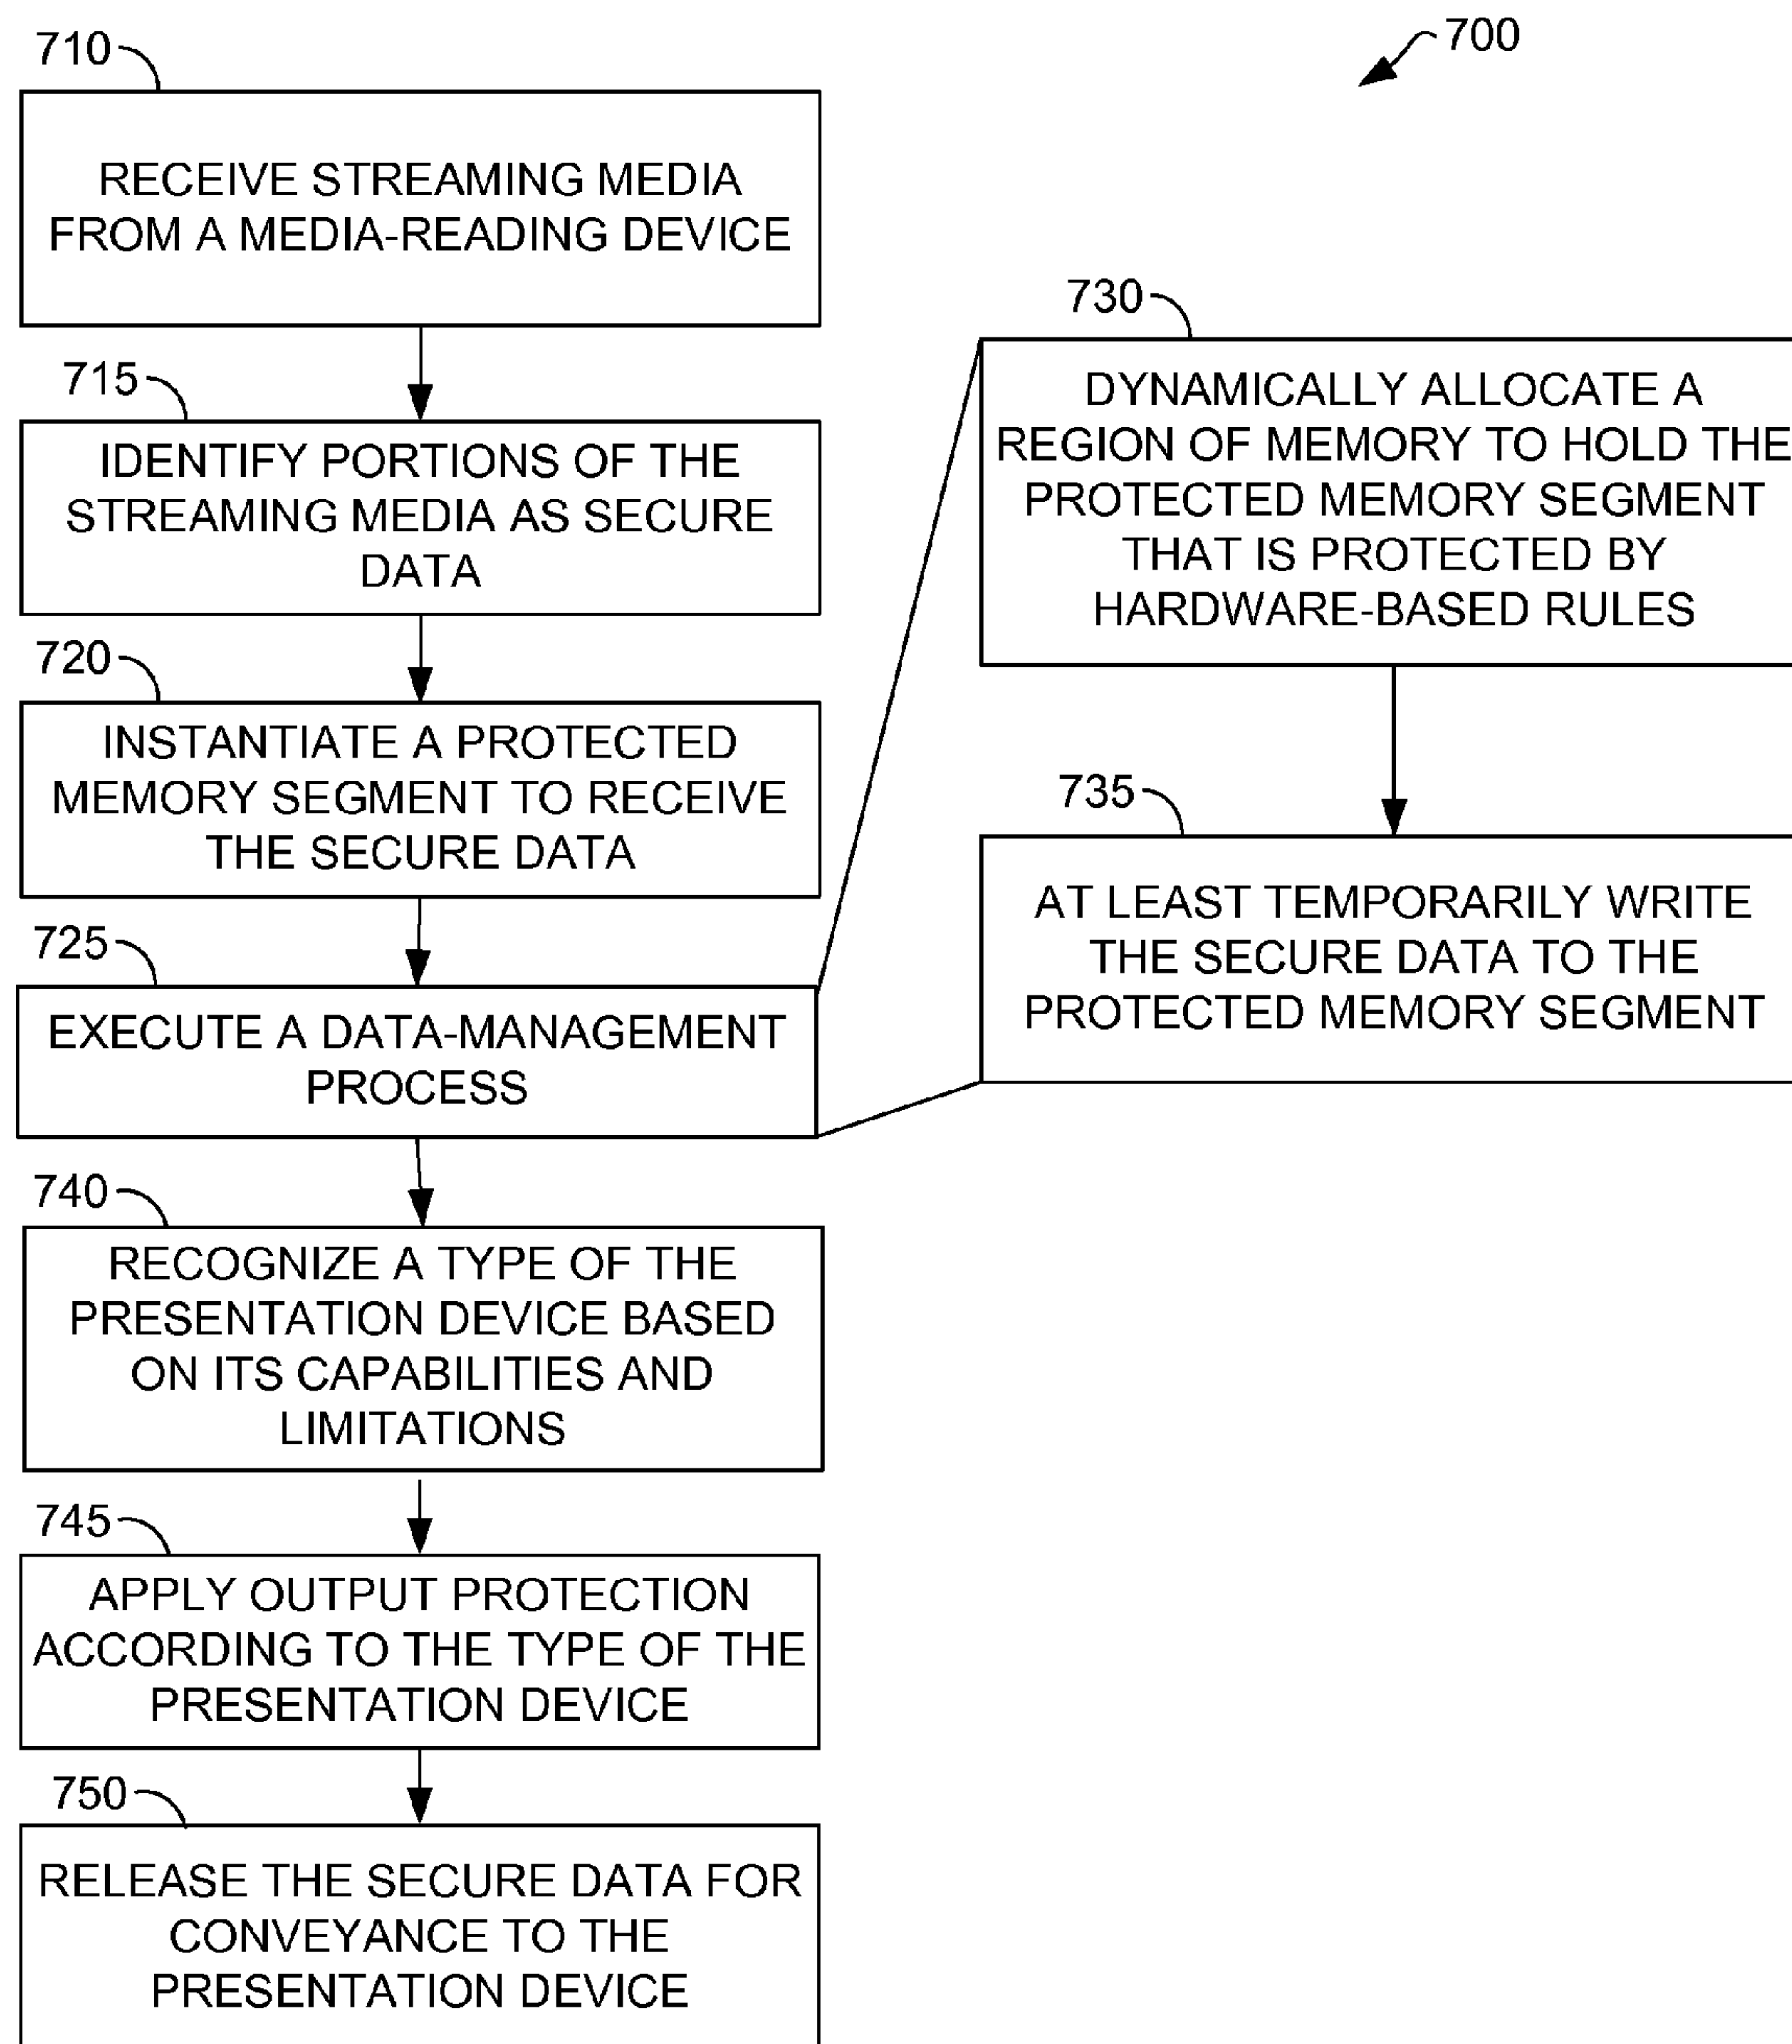 700
710
RECEIVE STREAMING MEDIA
FROM A MEDIA-READING DEVICE
715
IDENTIFY PORTIONS OF THE
STREAMING MEDIA AS SECURE
DATA
720
INSTANTIATE A PROTECTED
MEMORY SEGMENT TO RECEIVE
THE SECURE DATA
725
EXECUTE A DATA-MANAGEMENT
PROCESS
730
DYNAMICALLY ALLOCATE A
REGION OF MEMORY TO HOLD THE
PROTECTED MEMORY SEGMENT
THAT IS PROTECTED BY
HARDWARE-BASED RULES
735
AT LEAST TEMPORARILY WRITE
THE SECURE DATA TO THE
PROTECTED MEMORY SEGMENT
740
RECOGNIZE A TYPE OF THE
PRESENTATION DEVICE BASED
ON ITS CAPABILITIES AND
LIMITATIONS
745
APPLY OUTPUT PROTECTION
ACCORDING TO THE TYPE OF THE
PRESENTATION DEVICE
750
RELEASE THE SECURE DATA FOR
CONVEYANCE TO THE
PRESENTATION DEVICE